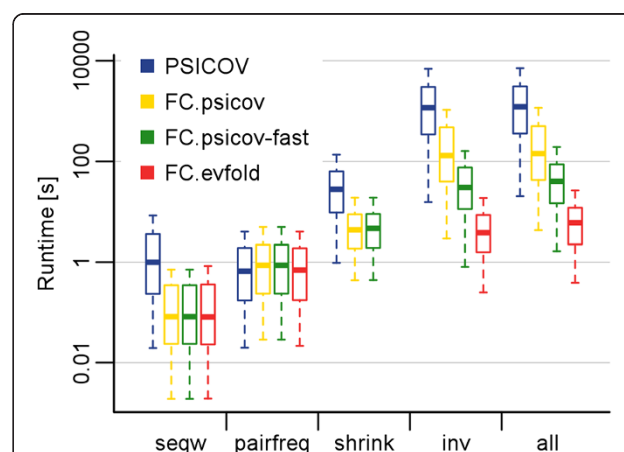 10000
100
1
0.01
Runtime [s]
PSICOV
FC.psicov
FC.psicov-fast
FC.evfold
seqw pairfreq shrink inv all